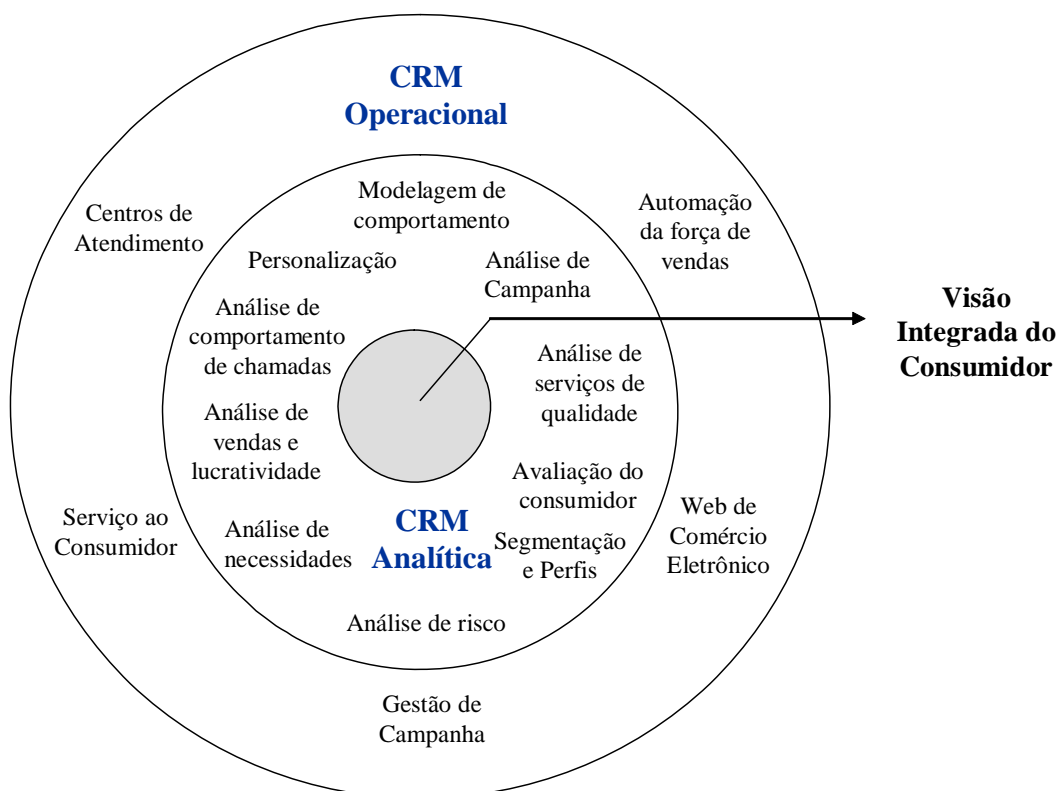 CRM
Operacional
Modelagem de
comportamento
Centros de
Atendimento
Automação
da força de
vendas
Personalização
Análise de
Campanha
Análise de
comportamento
de chamadas
Visão
Integrada do
Consumidor
Análise de
serviços de
qualidade
Análise de
vendas e
lucratividade
Avaliação do
consumidor
Serviço ao
Consumidor
Análise de
necessidades
CRM
Analítica
Segmentação
e Perfis
Web de
Comércio
Eletrônico
Análise de risco
Gestão de
Campanha